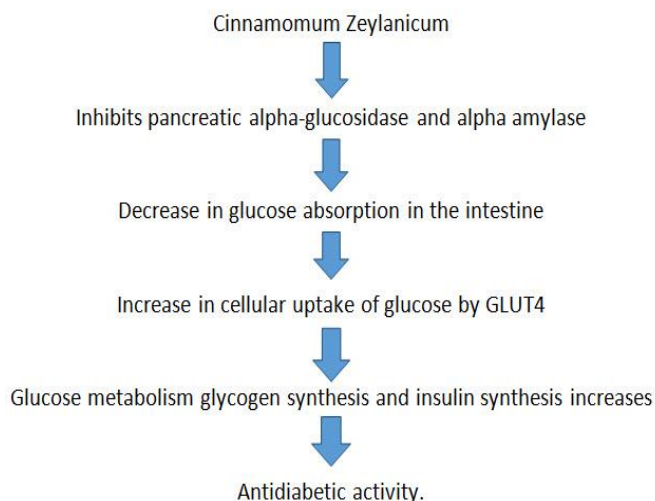 Cinnamomum Zeylanicum
Inhibits pancreatic alpha-glucosidase and alpha amylase
Decrease in glucose absorption in the intestine
Increase in cellular uptake of glucose by GLUT4
Glucose metabolism glycogen synthesis and insulin synthesis increases
Antidiabetic activity.